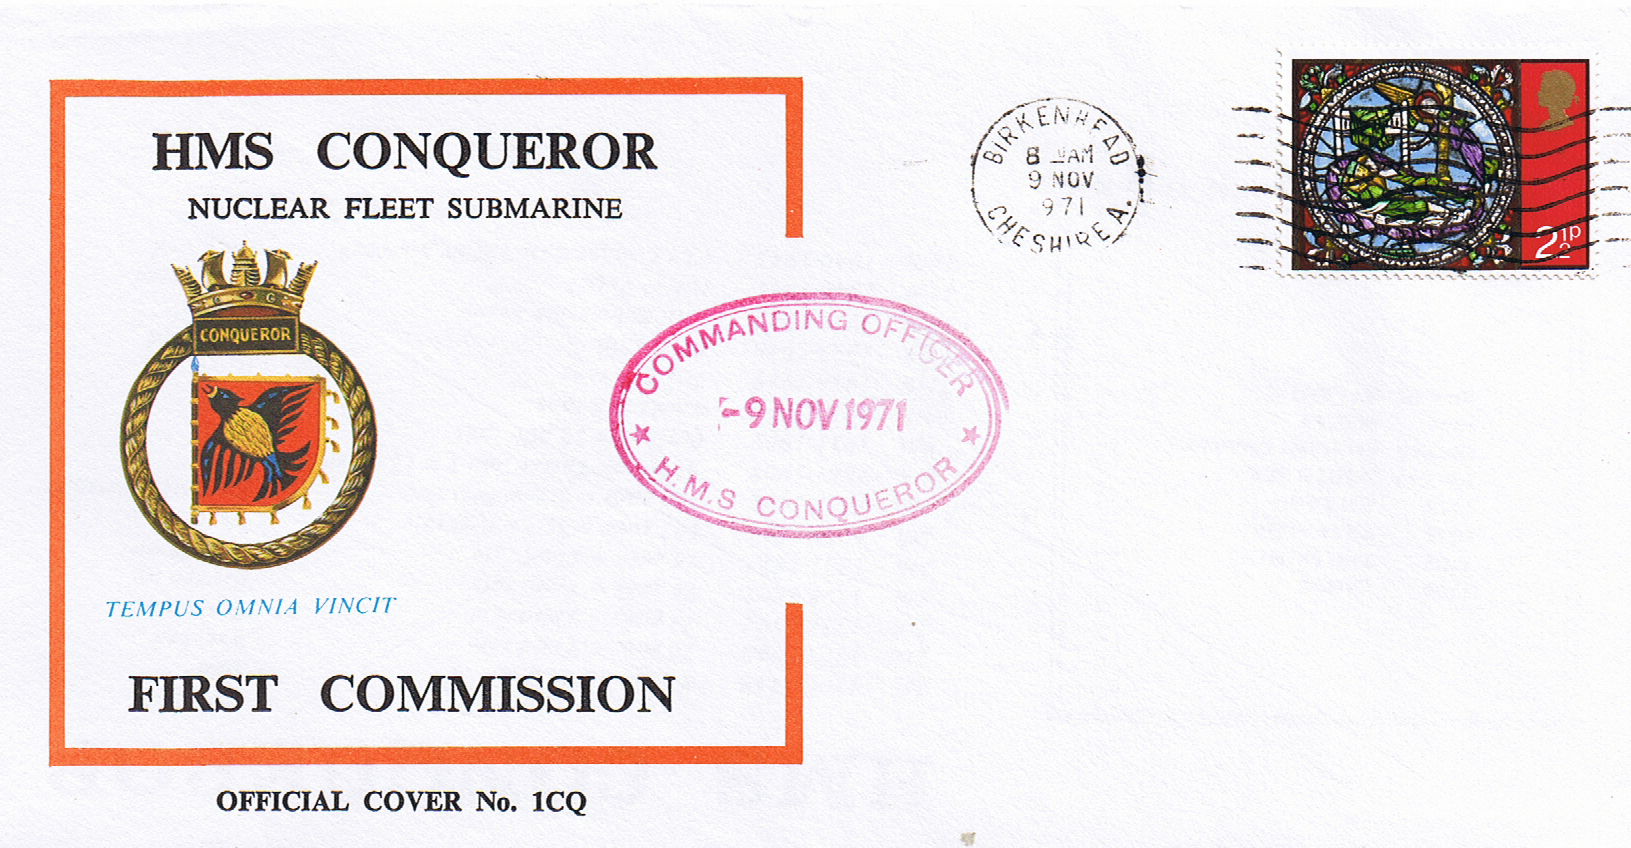 HMS CONQUEROR
NUCLEAR FLEET SUBMARINE
CONQUEROR
TEMPUS OMNIA VINCIT
FIRST COMMISSION
OFFICIAL COVER No. 1CQ
COMMANDING OFFICER
-9 NOV 1971
H.M.S CONQUEROR
BIRKENHEAD
8 AM
9 NOV
971
CHESHIRE A.
2½p